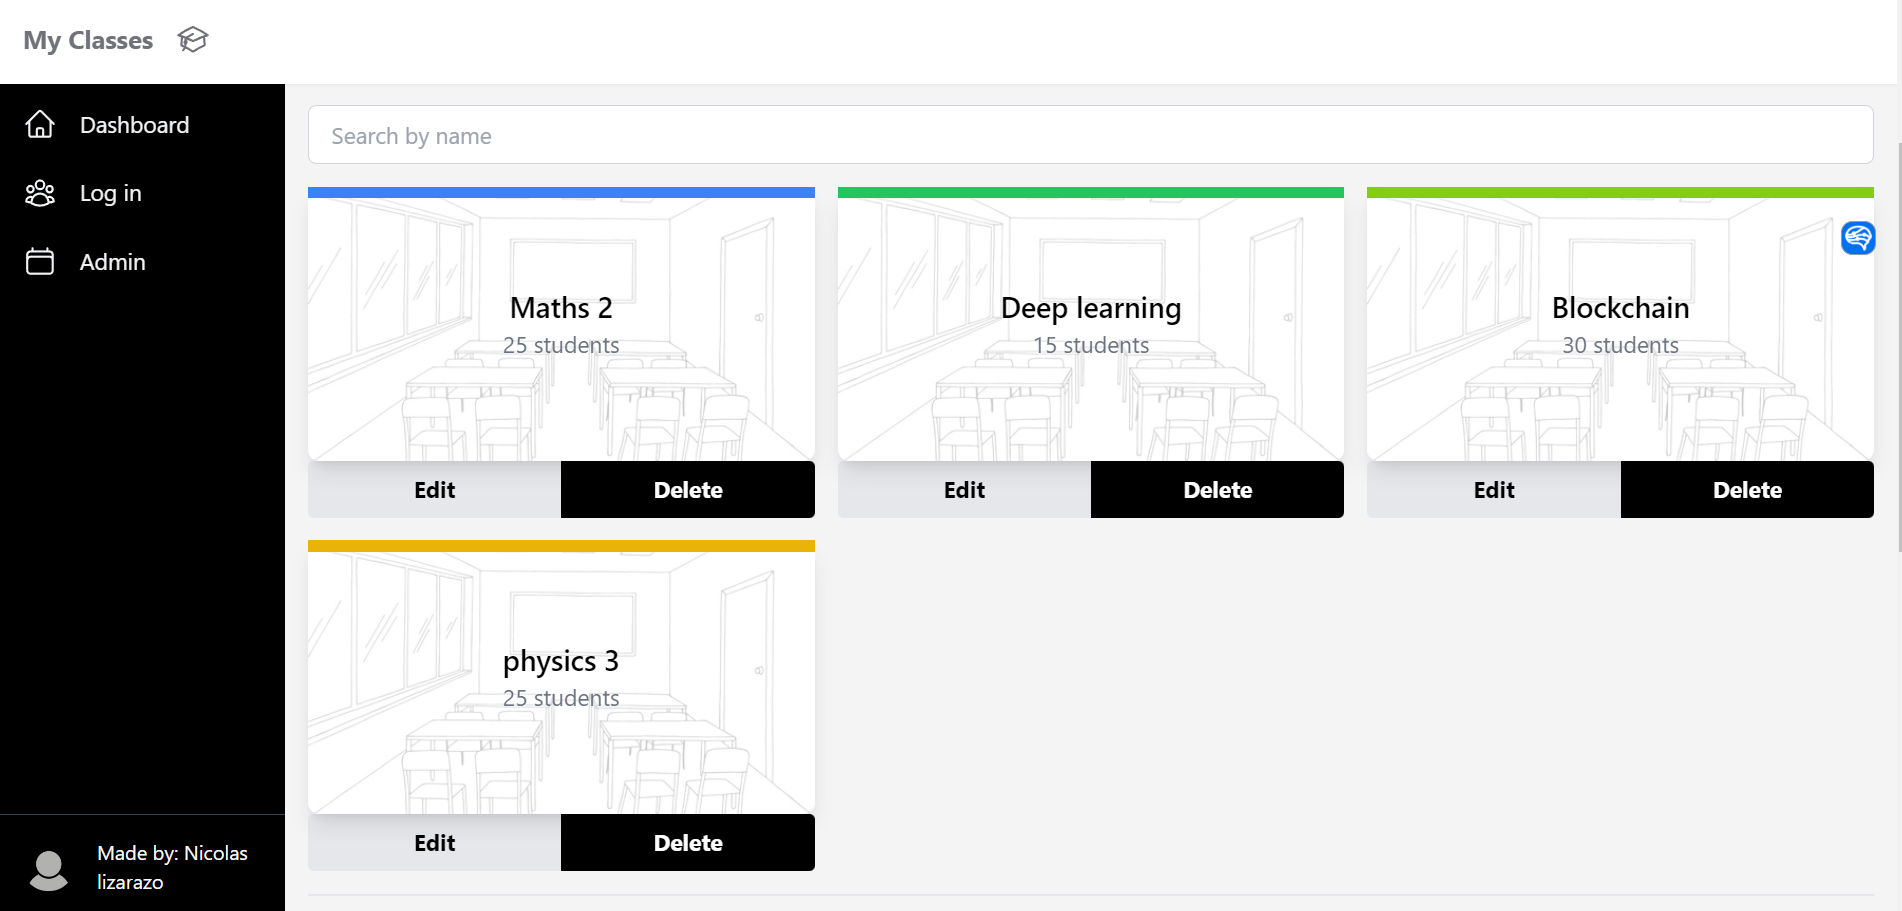 My Classes
Dashboard
Log in
Admin
Made by: Nicolas
lizarazo
Search by name
Maths 2
25 students
Edit
Delete
Deep learning
15 students
Edit
Delete
Blockchain
30 students
Edit
Delete
physics 3
25 students
Edit
Delete